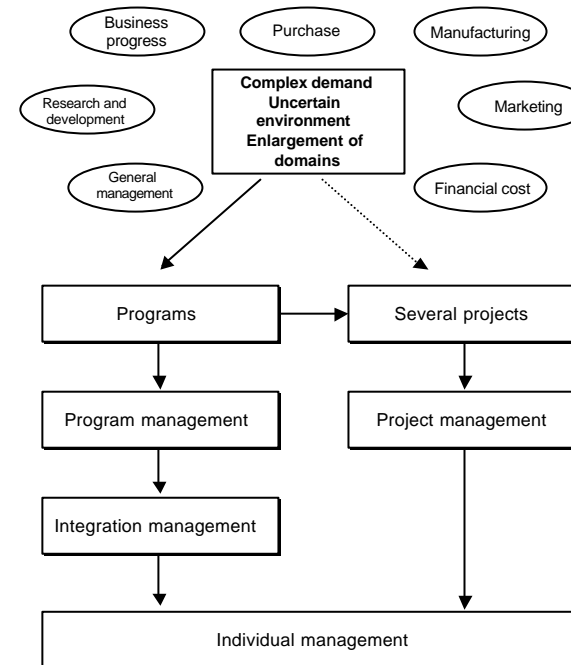 Business
progress
Purchase
Manufacturing
Complex demand
Uncertain
environment
Enlargement of
domains
Research and
development
Marketing
General
management
Financial cost
Programs
Several projects
Program management
Project management
Integration management
Individual management